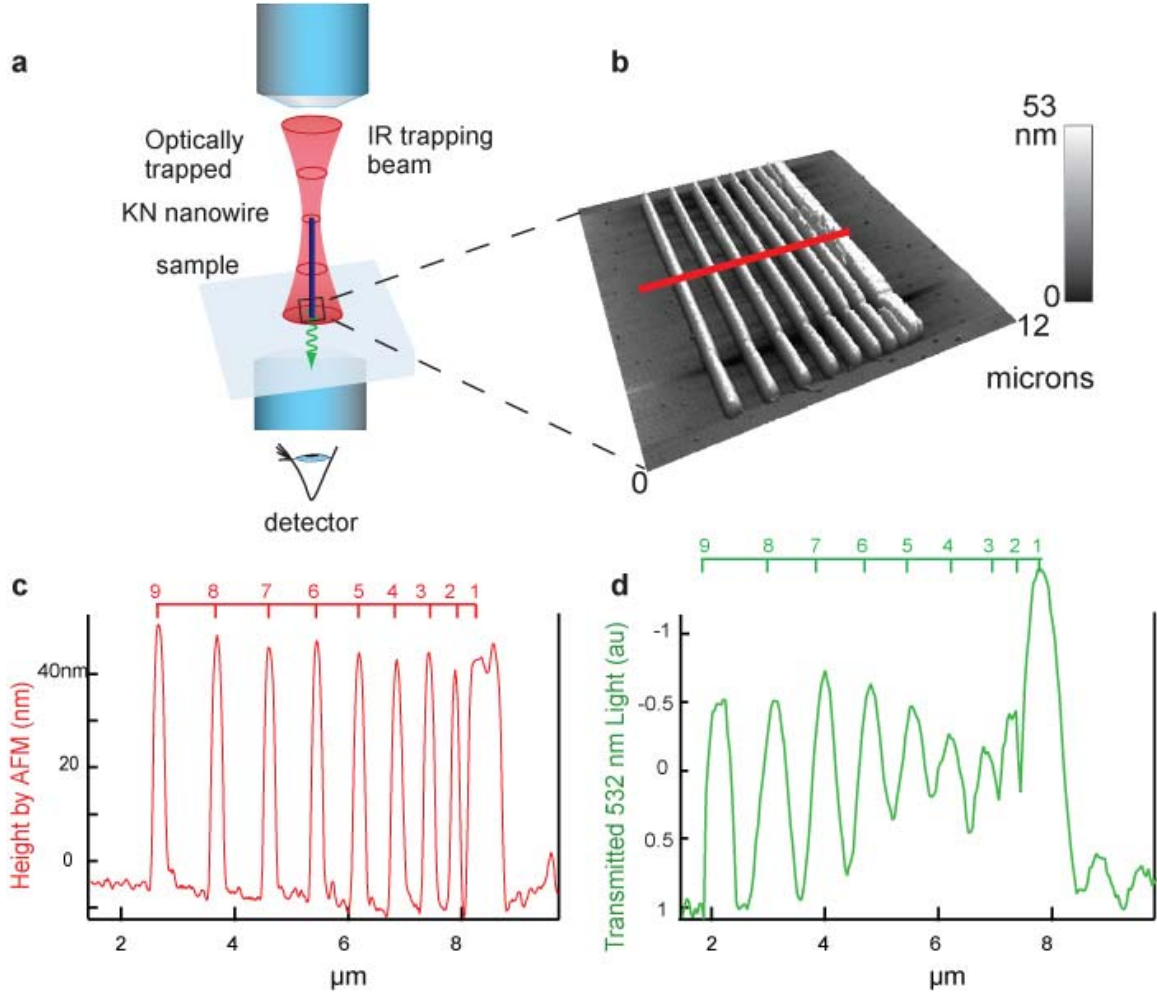 a
Optically
trapped
IR trapping
beam
KN nanowire
sample
detector
b
53
nm
0
12
microns
0
c
9 8 7 6 5 4 3 2 1
Height by AFM (nm)
40nm
20
0
2 4 6 8
µm
d
9 8 7 6 5 4 3 2 1
Transmitted 532 nm Light (au)
-1
-0.5
0
0.5
1
2 4 6 8
µm